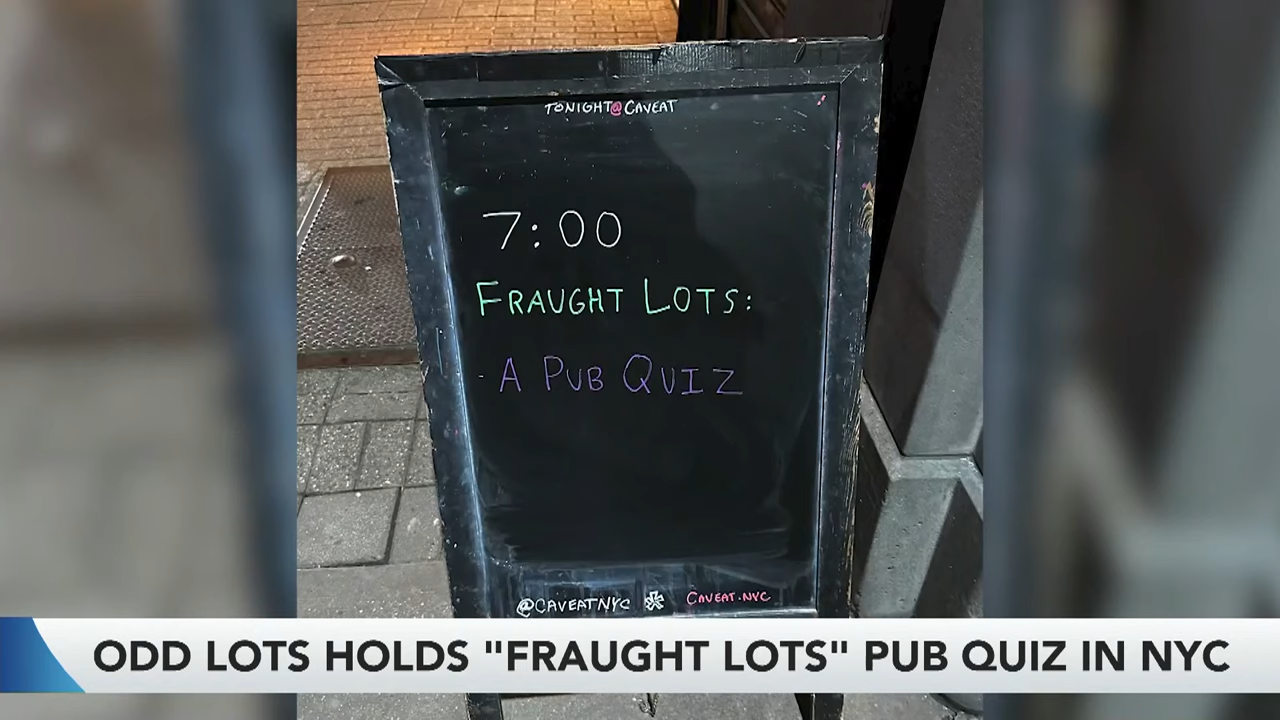 TONIGHT@CAVEAT
7:00
FRAUGHT LOTS:
- A PUB QUIZ
@CAVEATNYC CAVEAT.NYC
ODD LOTS HOLDS "FRAUGHT LOTS" PUB QUIZ IN NYC